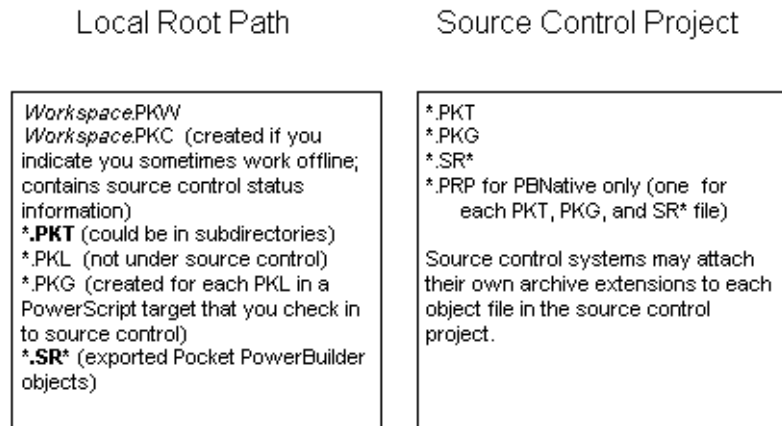 Local Root Path
Workspace.PKW
Workspace.PKC (created if you
indicate you sometimes work offline;
contains source control status
information)
*.PKT (could be in subdirectories)
*.PKL (not under source control)
*.PKG (created for each PKL in a
PowerScript target that you check in
to source control)
*.SR* (exported Pocket PowerBuilder
objects)
Source Control Project
*.PKT
*.PKG
*.SR*
*.PRP for PBNative only (one for
each PKT, PKG, and SR* file)
Source control systems may attach
their own archive extensions to each
object file in the source control
project.